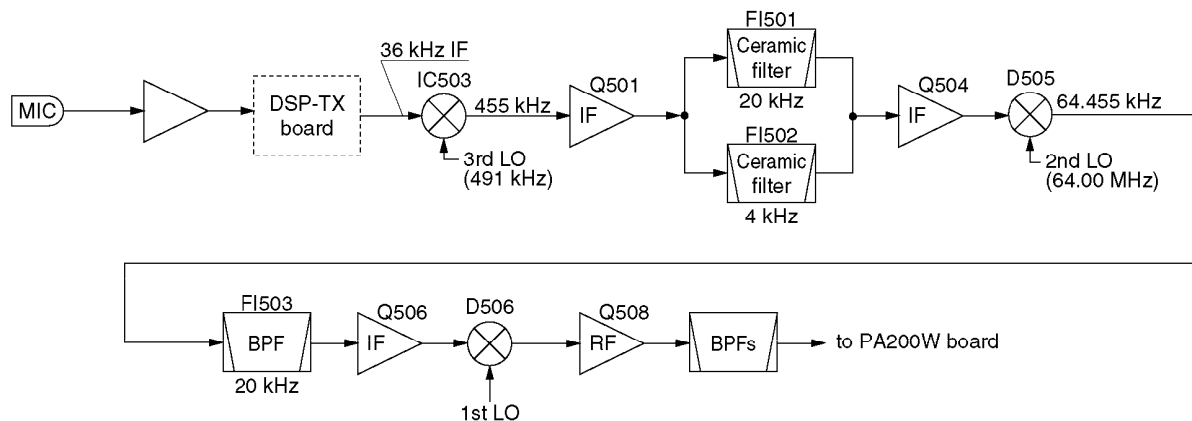 MIC
DSP-TX
board
36 kHz IF
IC503
3rd LO
(491 kHz)
455 kHz
Q501
IF
FI501
Ceramic
filter
20 kHz
FI502
Ceramic
filter
4 kHz
Q504
IF
D505
64.455 kHz
2nd LO
(64.00 MHz)
FI503
BPF
20 kHz
Q506
IF
D506
1st LO
Q508
RF
BPFs
to PA200W board